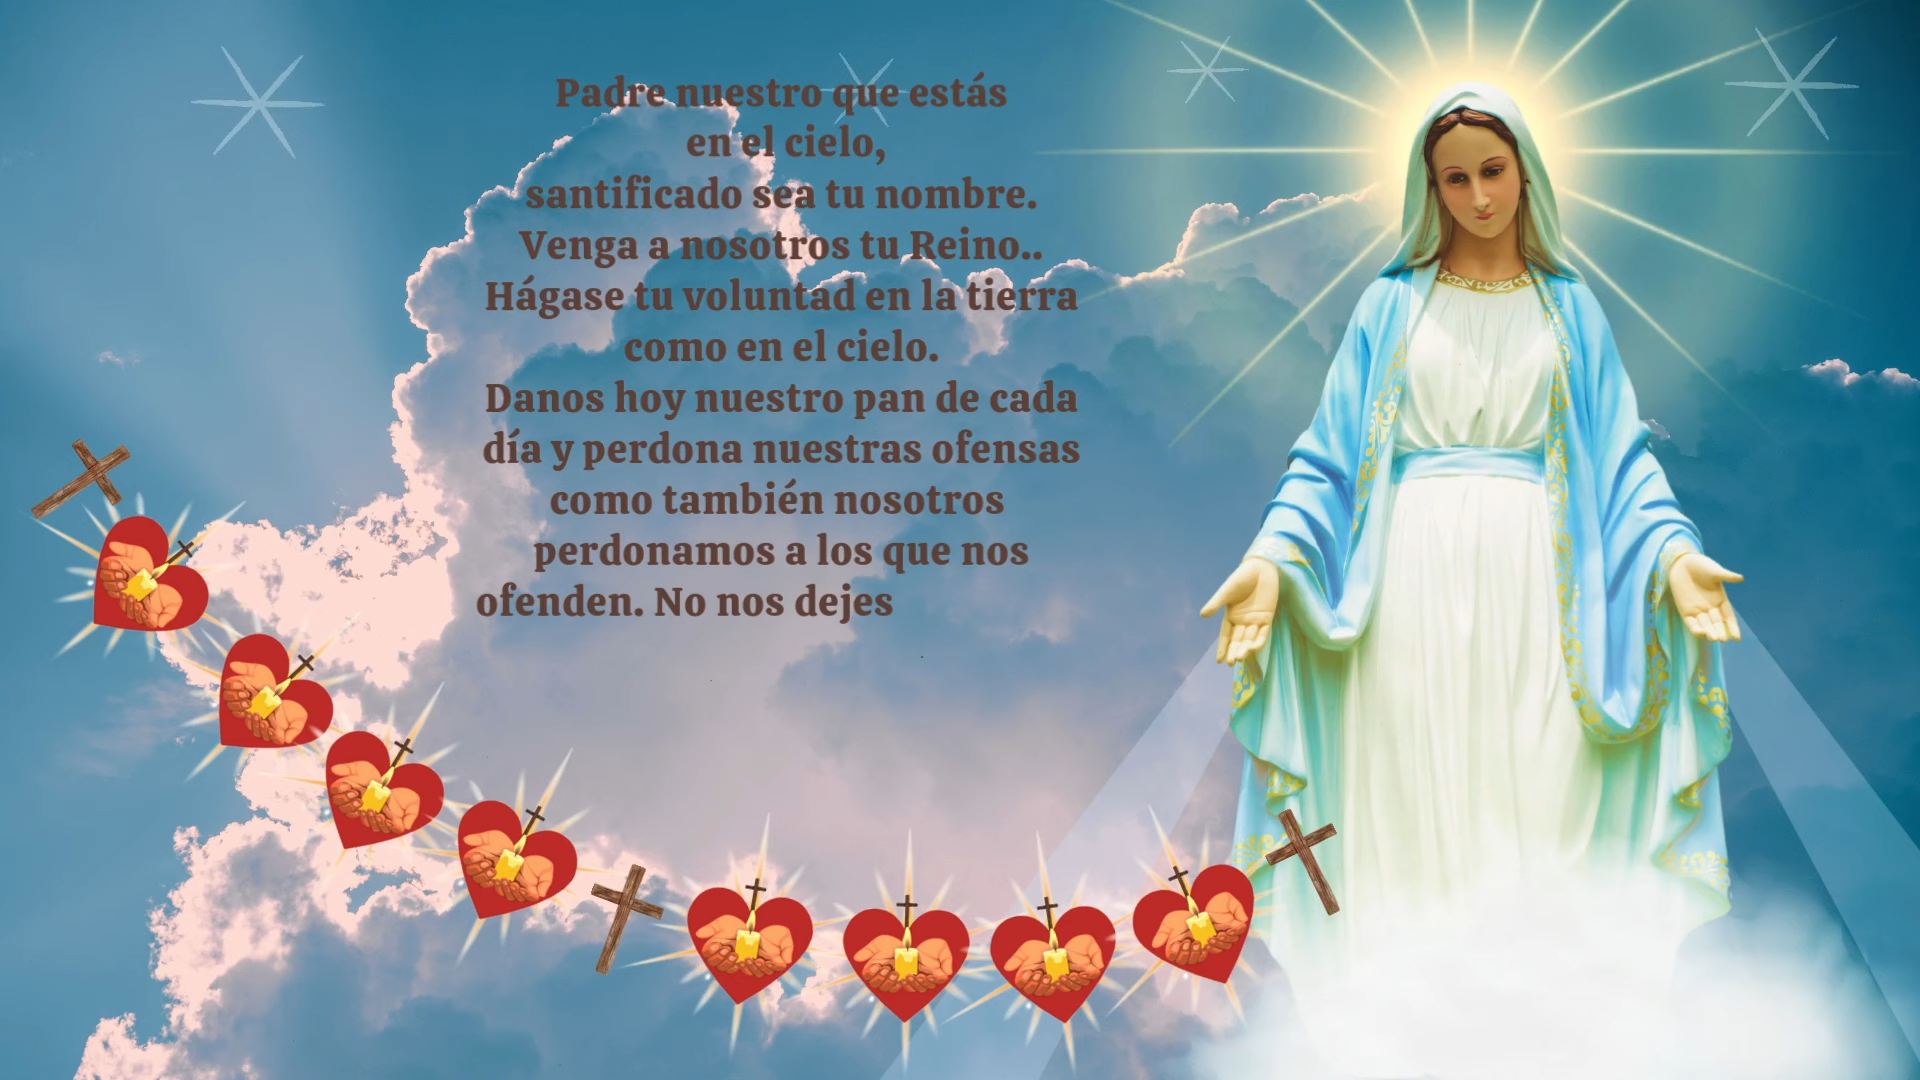 Padre nuestro que estás
en el cielo,
santificado sea tu nombre.
Venga a nosotros tu Reino..
Hágase tu voluntad en la tierra
como en el cielo.
Danos hoy nuestro pan de cada
día y perdona nuestras ofensas
como también nosotros
perdonamos a los que nos
ofenden. No nos dejes